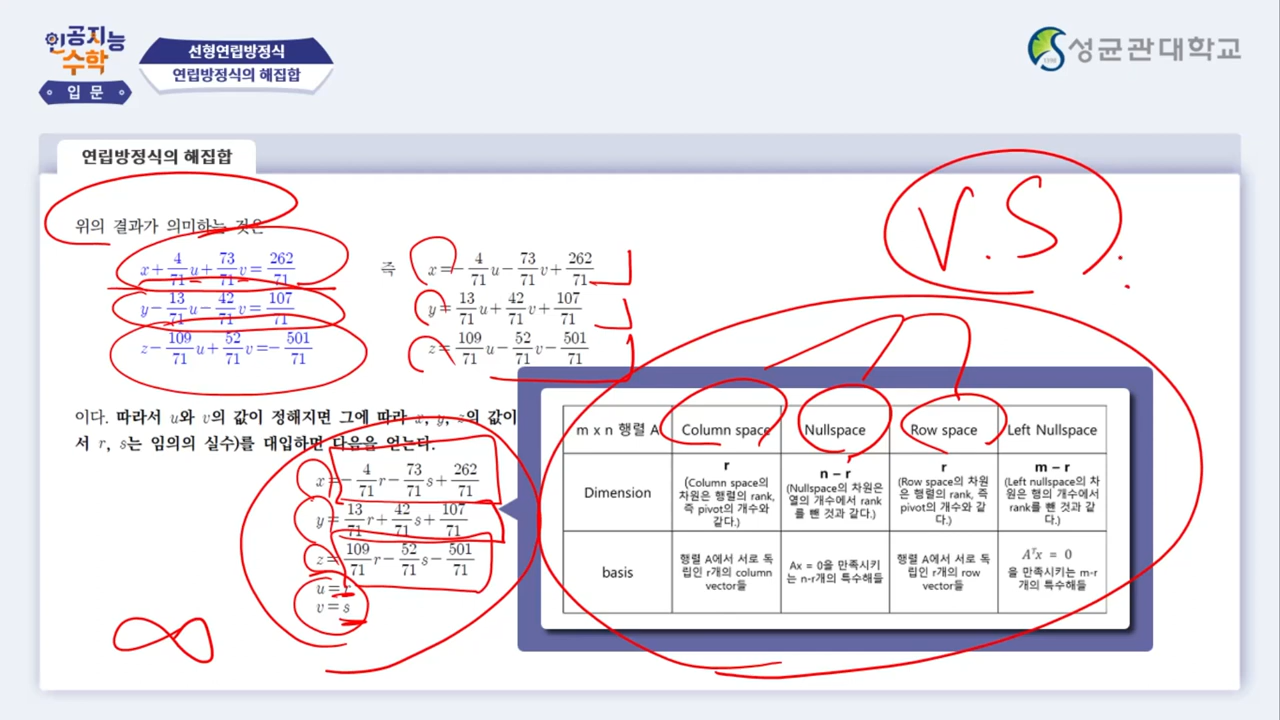 인공지능
수학
입문
선형연립방정식
연립방정식의 해집합
성균관대학교
연립방정식의 해집합
V.S.
위의 결과가 의미하는 것은
x + 4/71 u + 73/71 v = 262/71
y − 13/71 u − 42/71 v = 107/71
z − 109/71 u + 52/71 v = − 501/71
즉
x = − 4/71 u − 73/71 v + 262/71
y = 13/71 u + 42/71 v + 107/71
z = 109/71 u − 52/71 v − 501/71
이다. 따라서 u와 v의 값이 정해지면 그에 따라 x, y, z의 값이
서 r, s는 임의의 실수)를 대입하면 다음을 얻는다.
x = − 4/71 r − 73/71 s + 262/71
y = 13/71 r + 42/71 s + 107/71
z = 109/71 r − 52/71 s − 501/71
u = r
v = s
∞
m x n 행렬 A Column space Nullspace Row space Left Nullspace
Dimension
r
(Column space의
차원은 행렬의 rank,
즉 pivot의 개수와
같다.)
n − r
(Nullspace의 차원은
열의 개수에서 rank
를 뺀 것과 같다.)
r
(Row space의 차원
은 행렬의 rank, 즉
pivot의 개수와 같
다.)
m − r
(Left nullspace의 차
원은 행의 개수에서
rank를 뺀 것과 같
다.)
basis
행렬 A에서 서로 독
립인 r개의 column
vector들
Ax = 0을 만족시키
는 n-r개의 특수해들
행렬 A에서 서로 독
립인 r개의 row
vector들
Aᵀx = 0
을 만족시키는 m-r
개의 특수해들